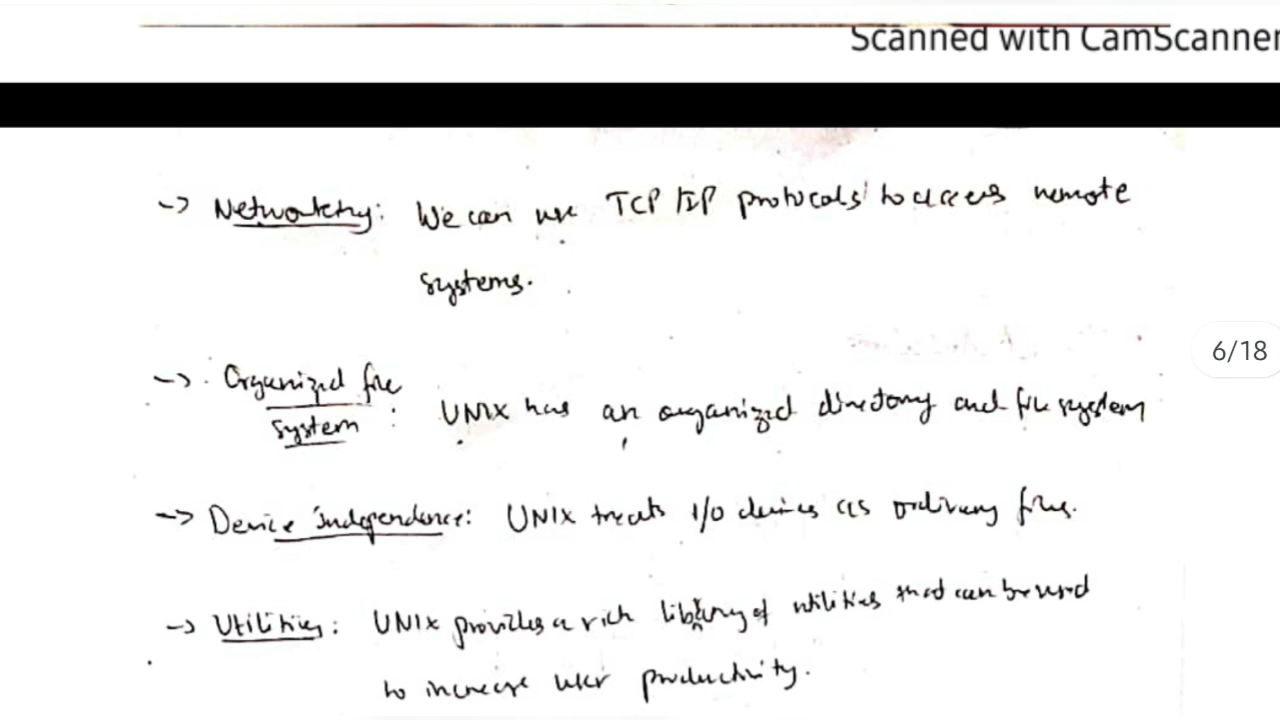 Scanned with CamScanner
-> Networking: We can use TCP/IP protocols to access remote
systems.
6/18
-> Organized file
system : UNIX has an organized directory and file system
-> Device independence: UNIX treats I/O devices as ordinary files.
-> Utilities: UNIX provides a rich library of utilities that can be used
to increase user productivity.